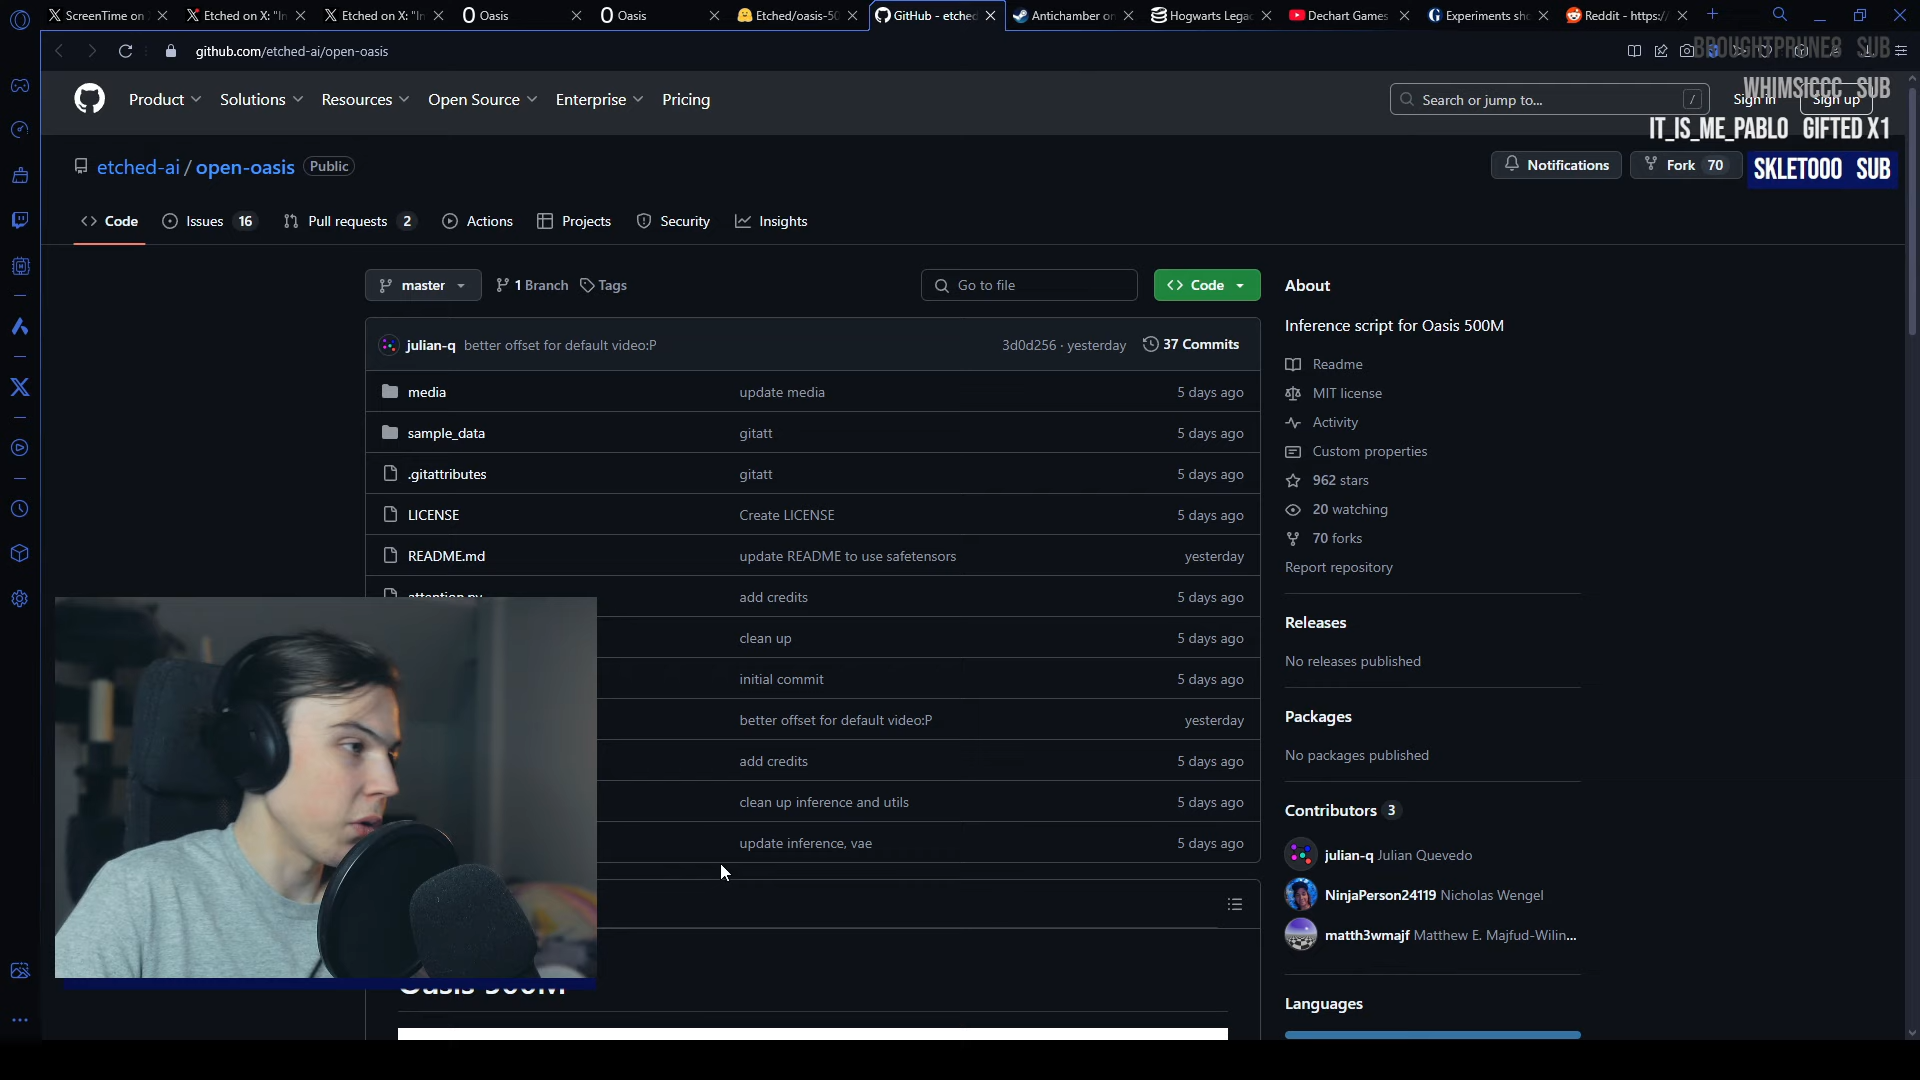 ScreenTime on
Etched on X: "In
Etched on X: "In
Oasis
Oasis
Etched/oasis-50
GitHub - etched
Antichamber on
Hogwarts Legac
Dechart Games
Experiments sho
Reddit - https:/
github.com/etched-ai/open-oasis
BROUGHTPRUNE8 SUB
WHIMSICCC SUB
IT_IS_ME_PABLO GIFTED X1
SKLETOOO SUB
Product
Solutions
Resources
Open Source
Enterprise
Pricing
Search or jump to...
/
Sign in
Sign up
etched-ai / open-oasis Public
Notifications
Fork 70
Code
Issues 16
Pull requests 2
Actions
Projects
Security
Insights
master
1 Branch
Tags
Go to file
Code
julian-q better offset for default video:P 3d0d256 · yesterday 37 Commits
media update media 5 days ago
sample_data gitatt 5 days ago
.gitattributes gitatt 5 days ago
LICENSE Create LICENSE 5 days ago
README.md update README to use safetensors yesterday
attention.py add credits 5 days ago
clean up 5 days ago
initial commit 5 days ago
better offset for default video:P yesterday
add credits 5 days ago
clean up inference and utils 5 days ago
update inference, vae 5 days ago
Oasis 500M
About
Inference script for Oasis 500M
Readme
MIT license
Activity
Custom properties
962 stars
20 watching
70 forks
Report repository
Releases
No releases published
Packages
No packages published
Contributors 3
julian-q Julian Quevedo
NinjaPerson24119 Nicholas Wengel
matth3wmajf Matthew E. Majfud-Wilin...
Languages